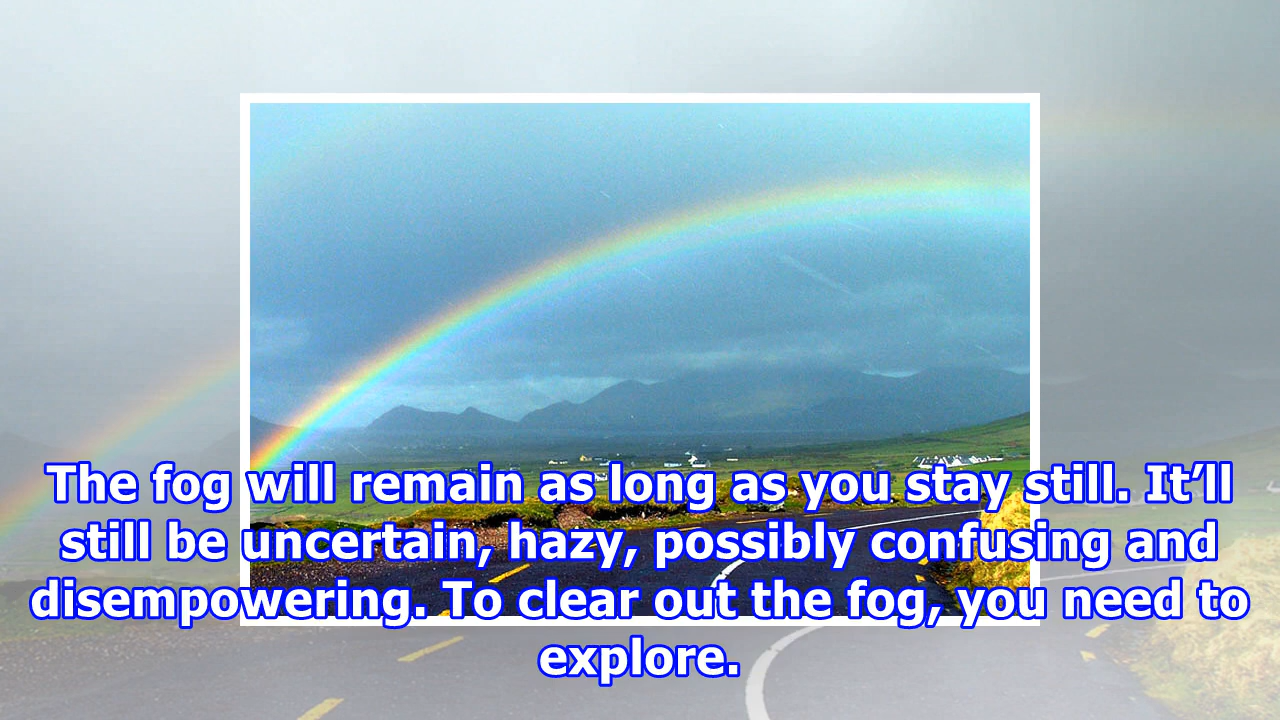 The fog will remain as long as you stay still. It’ll
still be uncertain, hazy, possibly confusing and
disempowering. To clear out the fog, you need to
explore.